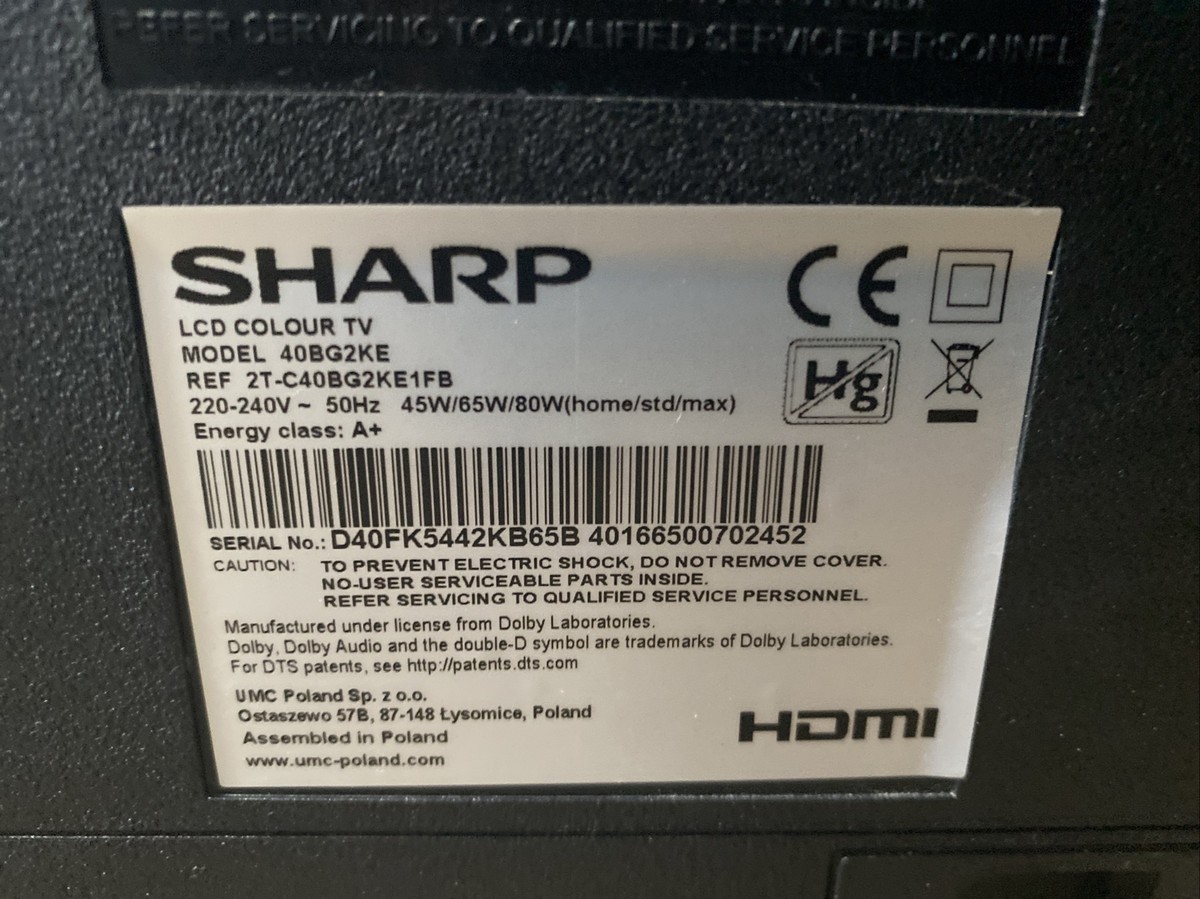 REFER SERVICING TO QUALIFIED SERVICE PERSONNEL
SHARP
CE
LCD COLOUR TV
MODEL 40BG2KE
REF 2T-C40BG2KE1FB
220-240V ~ 50Hz 45W/65W/80W(home/std/max)
Hg
Energy class: A+
SERIAL No.: D40FK5442KB65B 40166500702452
CAUTION: TO PREVENT ELECTRIC SHOCK, DO NOT REMOVE COVER.
NO-USER SERVICEABLE PARTS INSIDE.
REFER SERVICING TO QUALIFIED SERVICE PERSONNEL.
Manufactured under license from Dolby Laboratories.
Dolby, Dolby Audio and the double-D symbol are trademarks of Dolby Laboratories.
For DTS patents, see http://patents.dts.com
UMC Poland Sp. z o.o.
Ostaszewo 57B, 87-148 Łysomice, Poland
Assembled in Poland
www.umc-poland.com
HDMI